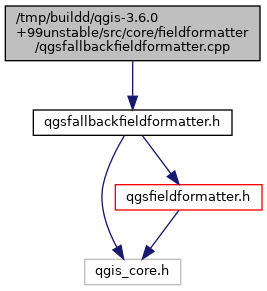 /tmp/buildd/qgis-3.6.0
+99unstable/src/core/fieldformatter
/qgsfallbackfieldformatter.cpp
qgsfallbackfieldformatter.h
qgsfieldformatter.h
qgis_core.h